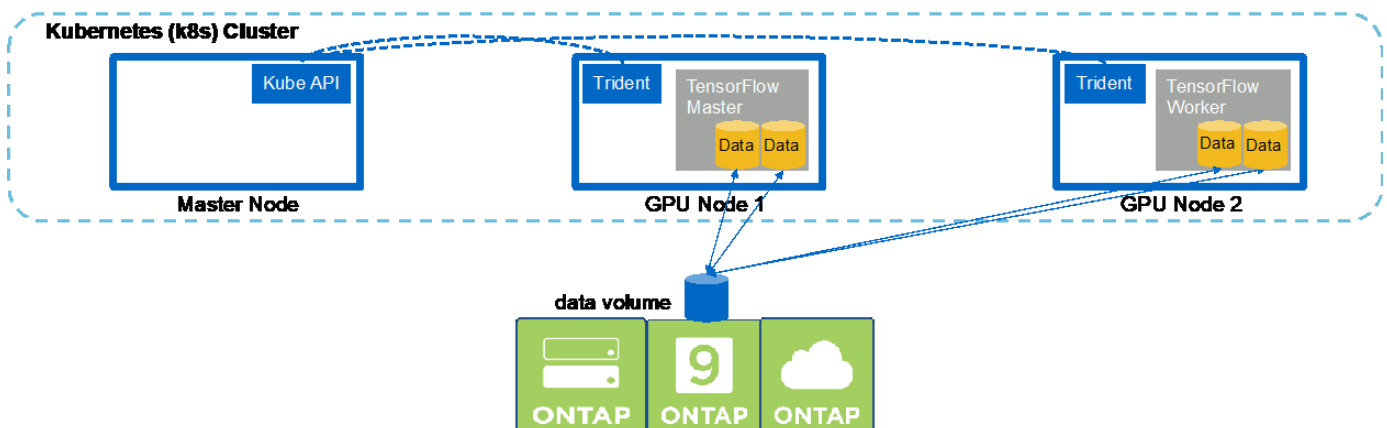 Kubernetes (k8s) Cluster
Kube API
Trident
TensorFlow
Master
Data Data
Trident
TensorFlow
Worker
Data Data
Master Node
GPU Node 1
GPU Node 2
data volume
9
ONTAP
ONTAP
ONTAP